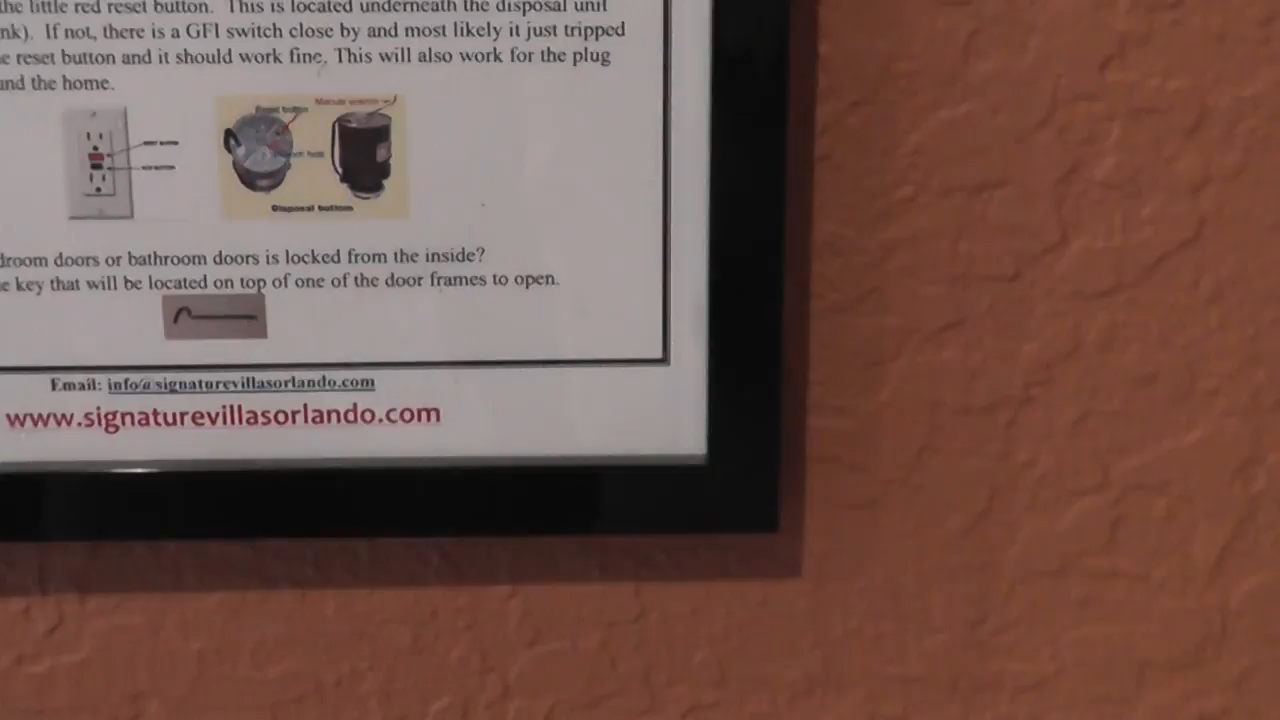 the little red reset button. This is located underneath the disposal unit
nk). If not, there is a GFI switch close by and most likely it just tripped
e reset button and it should work fine. This will also work for the plug
und the home.
Reset button
Disposal bottom
droom doors or bathroom doors is locked from the inside?
e key that will be located on top of one of the door frames to open.
Email: info@signaturevillasorlando.com
www.signaturevillasorlando.com